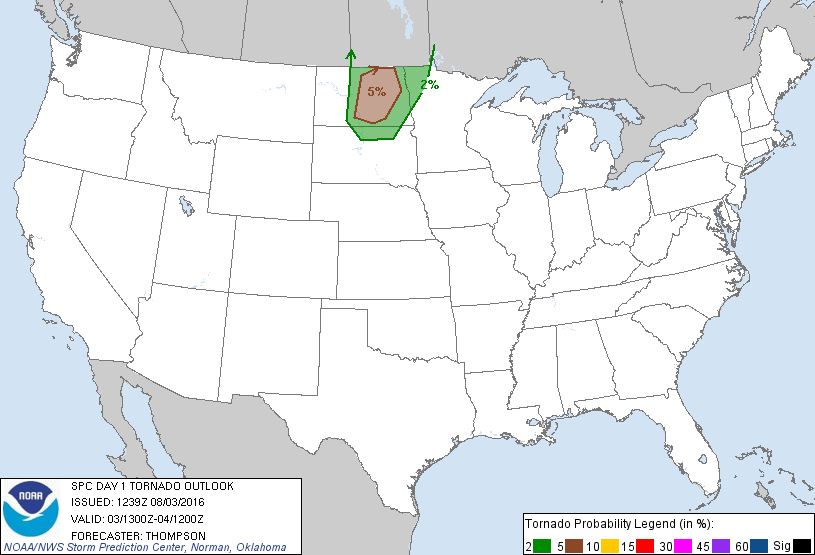 5%
2%
NOAA
SPC DAY 1 TORNADO OUTLOOK
ISSUED: 1239Z 08/03/2016
VALID: 03/1300Z-04/1200Z
FORECASTER: THOMPSON
NOAA/NWS Storm Prediction Center, Norman, Oklahoma
Tornado Probability Legend (in %):
2 5 10 15 30 45 60 Sig